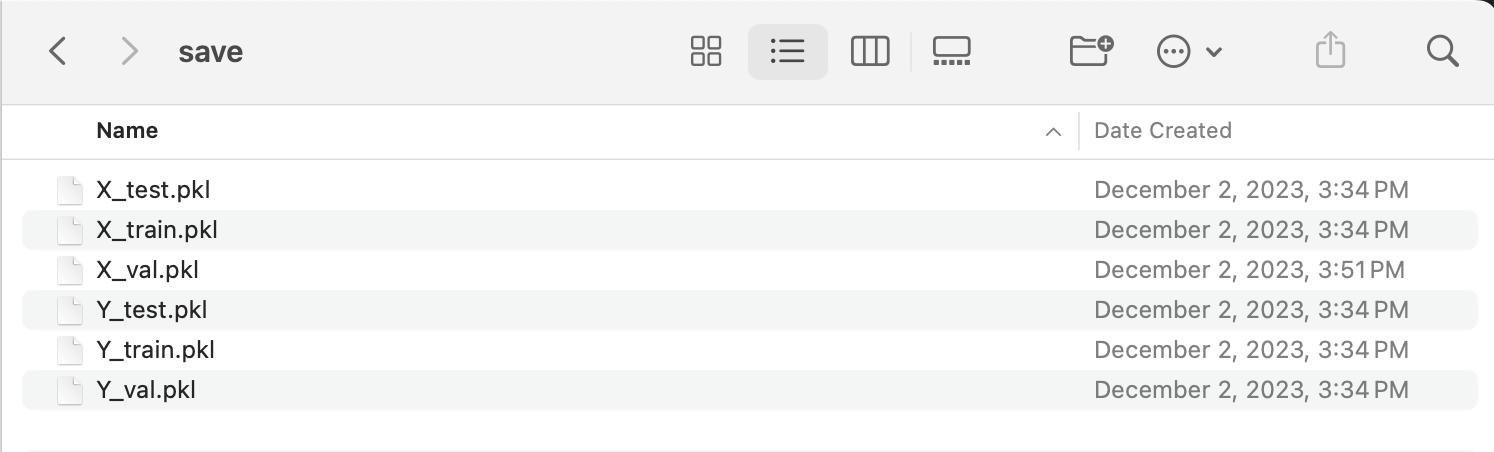 save
Name Date Created
X_test.pkl December 2, 2023, 3:34 PM
X_train.pkl December 2, 2023, 3:34 PM
X_val.pkl December 2, 2023, 3:51 PM
Y_test.pkl December 2, 2023, 3:34 PM
Y_train.pkl December 2, 2023, 3:34 PM
Y_val.pkl December 2, 2023, 3:34 PM